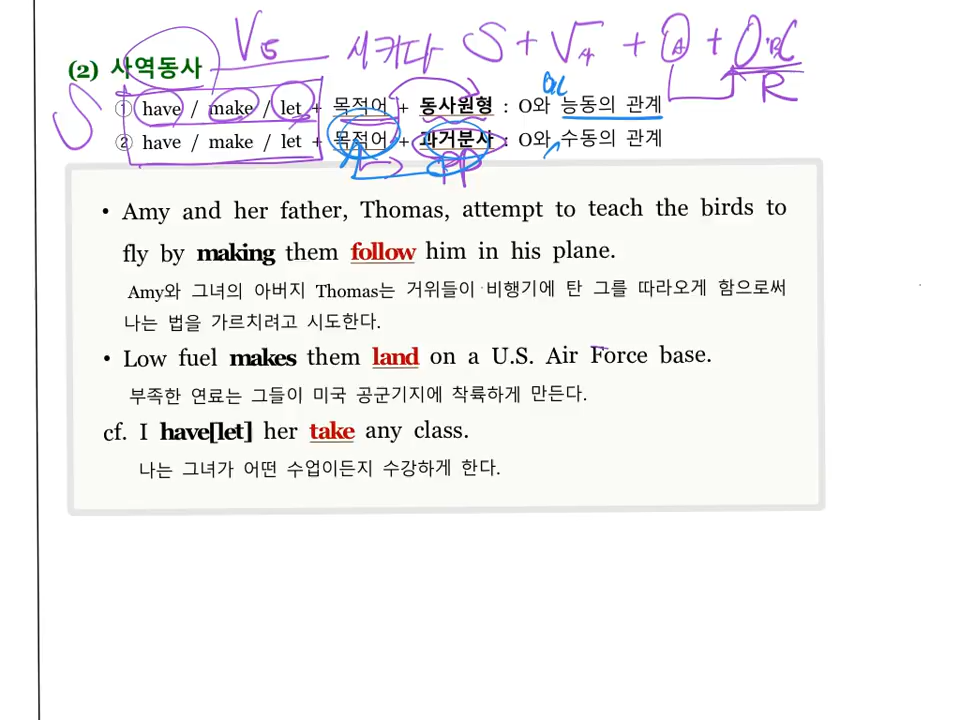 V5 시키다 S + V + O + O.C
(2) 사역동사
S R
① have / make / let + 목적어 + 동사원형 : O와 능동의 관계
② have / make / let + 목적어 + 과거분사 : O와 수동의 관계
PP
• Amy and her father, Thomas, attempt to teach the birds to
fly by making them follow him in his plane.
Amy와 그녀의 아버지 Thomas는 거위들이 비행기에 탄 그를 따라오게 함으로써
나는 법을 가르치려고 시도한다.
• Low fuel makes them land on a U.S. Air Force base.
부족한 연료는 그들이 미국 공군기지에 착륙하게 만든다.
cf. I have[let] her take any class.
나는 그녀가 어떤 수업이든지 수강하게 한다.